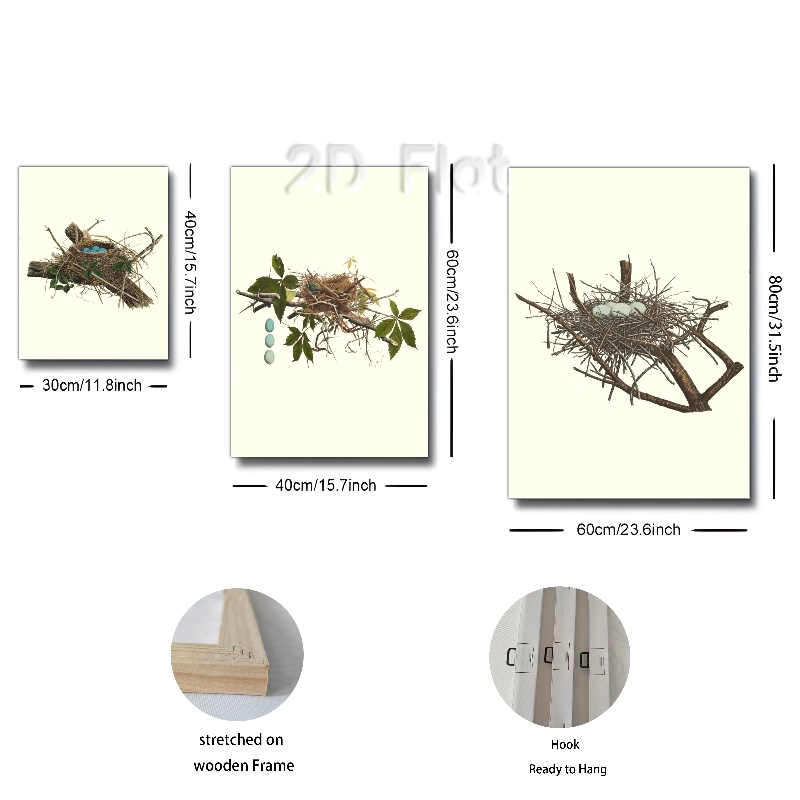 2D Flat
40cm/15.7inch
30cm/11.8inch
60cm/23.6inch
40cm/15.7inch
80cm/31.5inch
60cm/23.6inch
stretched on
wooden Frame
Hook
Ready to Hang